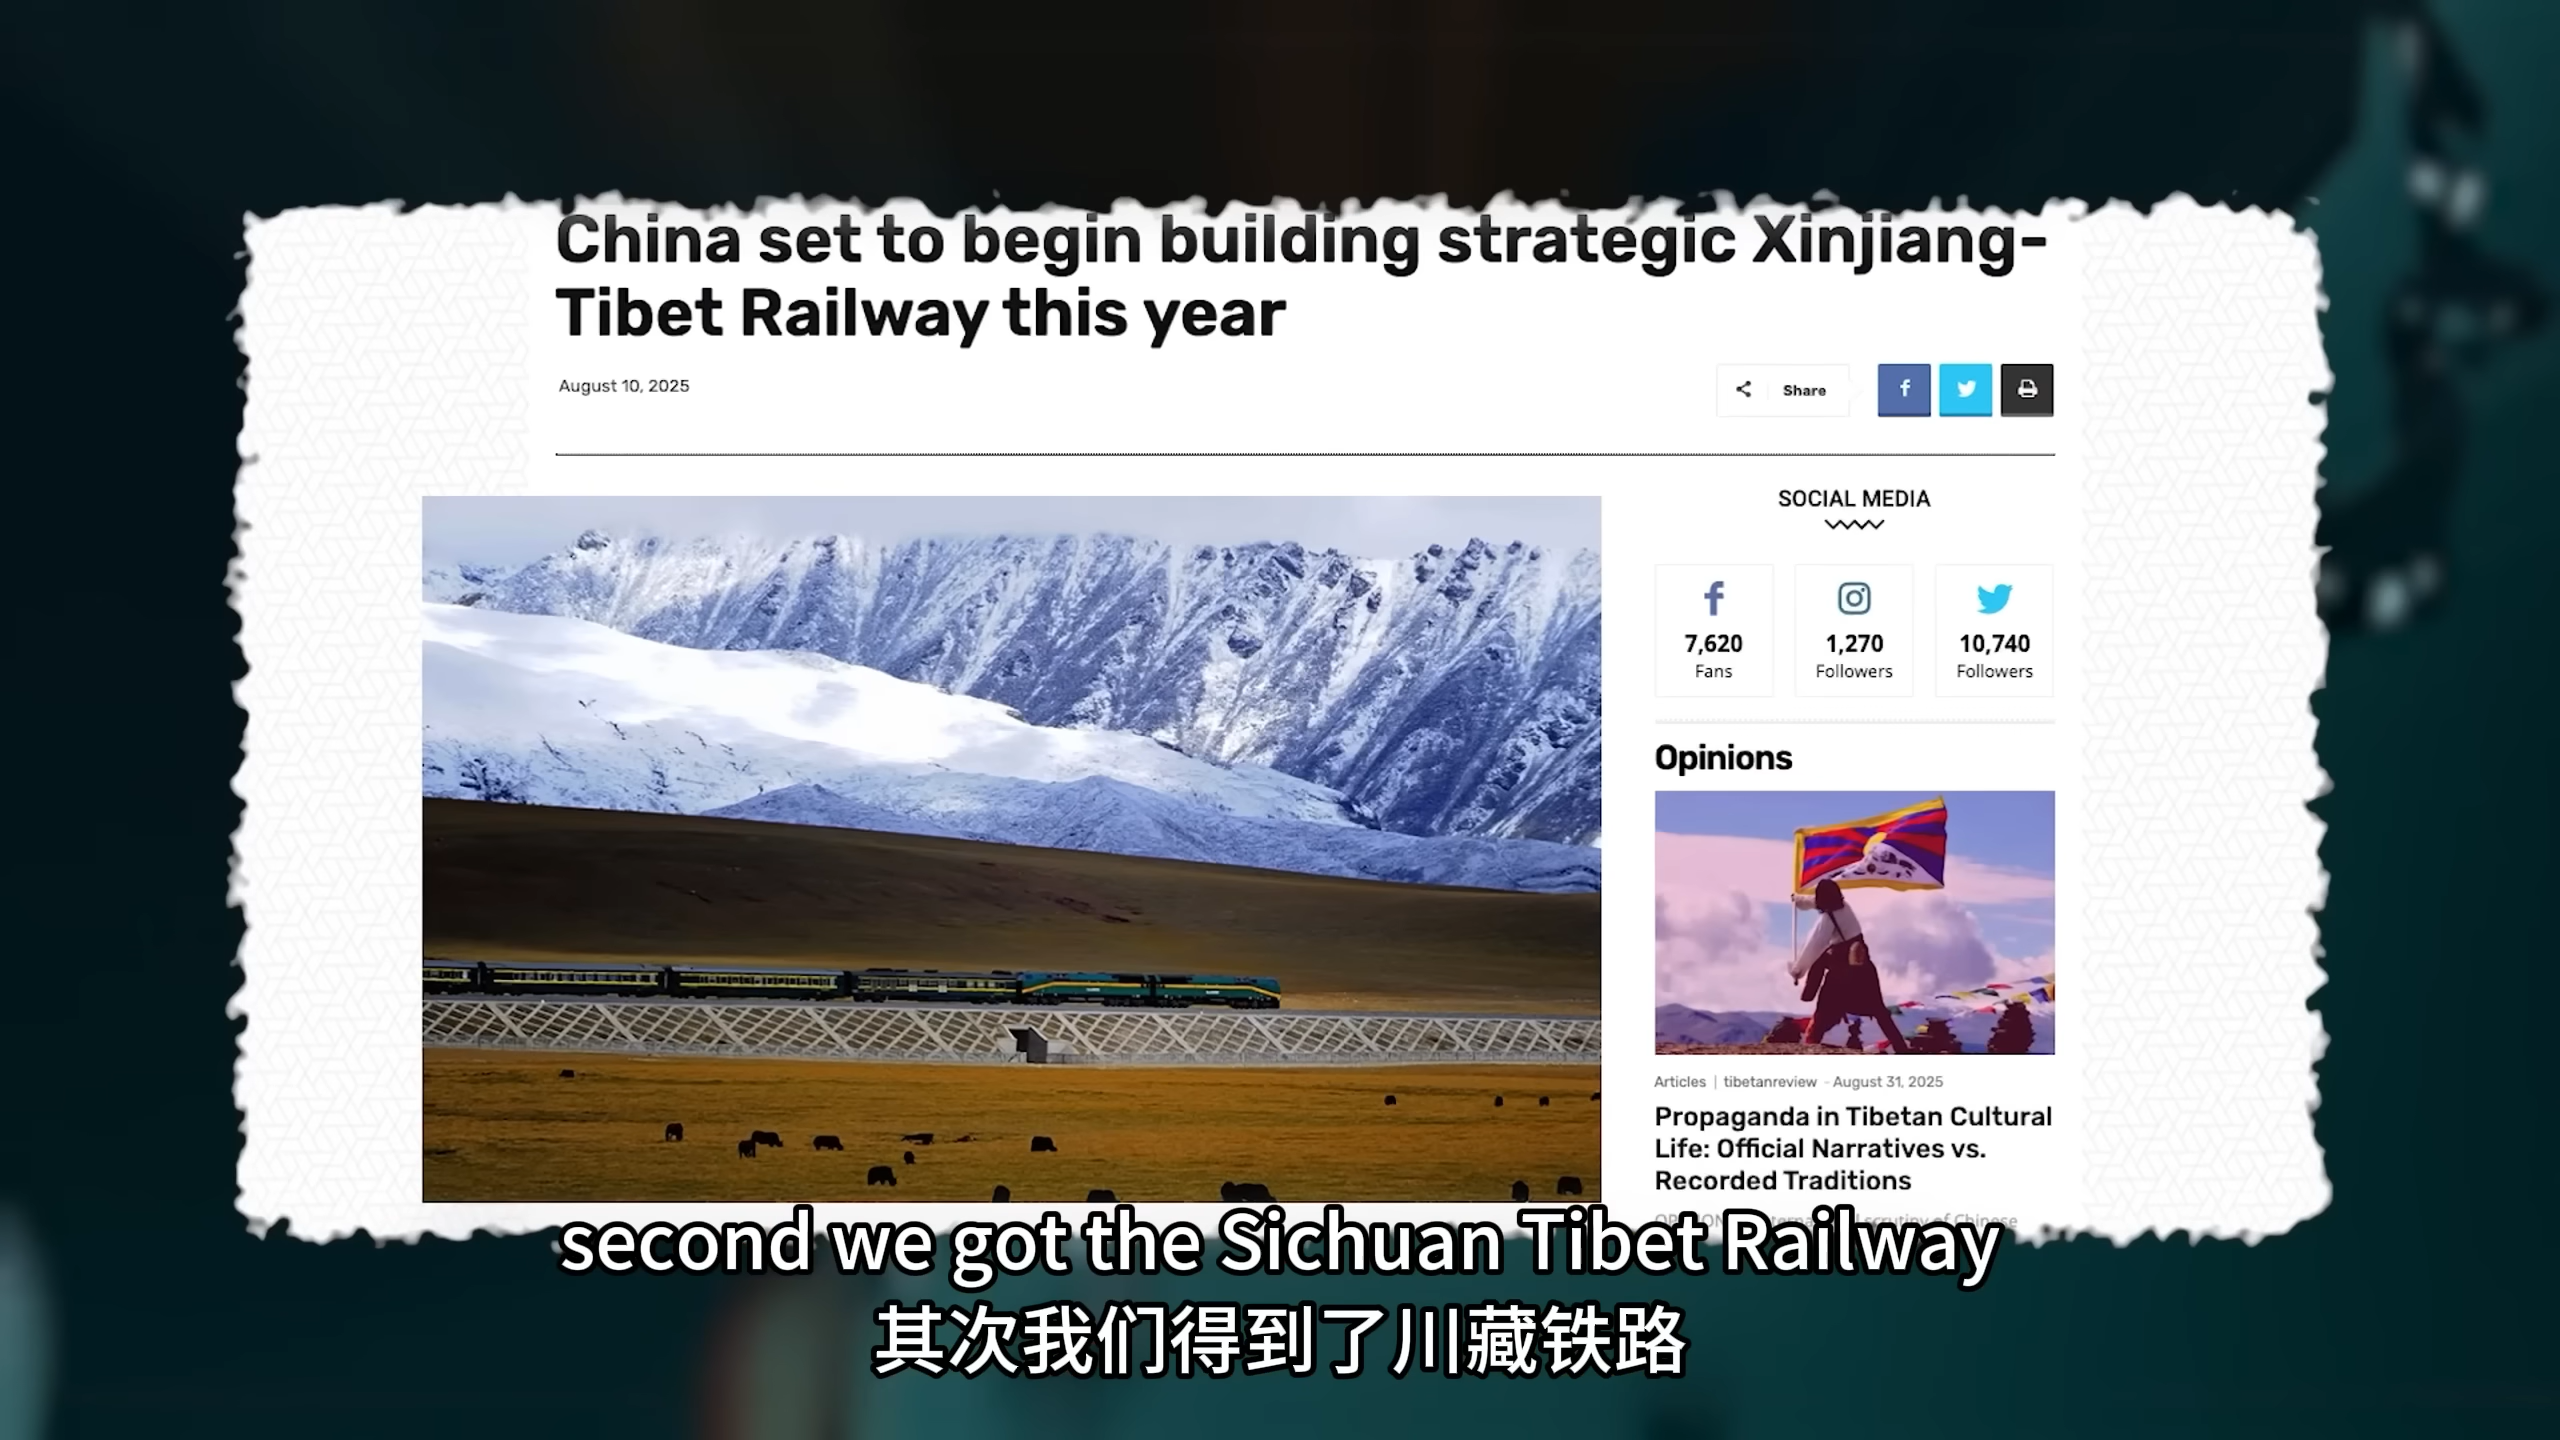 China set to begin building strategic Xinjiang-
Tibet Railway this year
August 10, 2025
Share
SOCIAL MEDIA
7,620
Fans
1,270
Followers
10,740
Followers
Opinions
Articles | tibetanreview - August 31, 2025
Propaganda in Tibetan Cultural
Life: Official Narratives vs.
Recorded Traditions
scrutiny of Chinese
second we got the Sichuan Tibet Railway
其次我们得到了川藏铁路